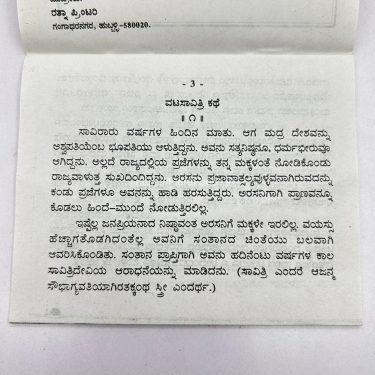 ರತ್ನಾ ಪ್ರಿಂಟರಿ
ಗಂಗಾಧರನಗರ, ಹುಬ್ಬಳ್ಳಿ-580020.
- 3 -
ವಟಸಾವಿತ್ರಿ ಕಥೆ
॥ ೧ ॥
ಸಾವಿರಾರು ವರ್ಷಗಳ ಹಿಂದಿನ ಮಾತು. ಆಗ ಮದ್ರ ದೇಶವನ್ನು
ಅಶ್ವಪತಿಯೆಂಬ ಭೂಪತಿಯು ಆಳುತ್ತಿದ್ದನು. ಅವನು ಸತ್ಯನಿಷ್ಠನೂ, ಧರ್ಮಭೀರುವೂ
ಆಗಿದ್ದನು. ಅಲ್ಲದೆ ರಾಜ್ಯದಲ್ಲಿಯ ಪ್ರಜೆಗಳನ್ನು ತನ್ನ ಮಕ್ಕಳಂತೆ ನೋಡಿಕೊಂಡು
ರಾಜ್ಯವಾಳುತ್ತ ಸುಖದಿಂದಿದ್ದನು. ಅರಸನು ಪ್ರಜಾವಾತ್ಸಲ್ಯವುಳ್ಳವನಾಗಿರುವದನ್ನು
ಕಂಡು ಪ್ರಜೆಗಳೂ ಅವನನ್ನು ಹಾಡಿ ಹರಸುತ್ತಿದ್ದರು. ಅರಸನಿಗಾಗಿ ಪ್ರಾಣವನ್ನೂ
ಕೊಡಲು ಹಿಂದೆ-ಮುಂದೆ ನೋಡುತ್ತಿರಲಿಲ್ಲ.
ಇಷ್ಟೆಲ್ಲ ಜನಪ್ರಿಯನಾದ ನಿಷ್ಠಾವಂತ ಅರಸನಿಗೆ ಮಕ್ಕಳೇ ಇರಲಿಲ್ಲ. ವಯಸ್ಸು
ಹೆಚ್ಚಾಗತೊಡಗಿದಂತೆಲ್ಲ ಅವನಿಗೆ ಸಂತಾನದ ಚಿಂತೆಯು ಬಲವಾಗಿ
ಆವರಿಸಿಕೊಂಡಿತು. ಸಂತಾನ ಪ್ರಾಪ್ತಿಗಾಗಿ ಅವನು ಹದಿನೆಂಟು ವರ್ಷಗಳ ಕಾಲ
ಸಾವಿತ್ರಿದೇವಿಯ ಆರಾಧನೆಯನ್ನು ಮಾಡಿದನು. (ಸಾವಿತ್ರಿ ಎಂದರೆ ಆಜನ್ಮ
ಸೌಭಾಗ್ಯವತಿಯಾಗಿರತಕ್ಕಂಥ ಸ್ತ್ರೀ ಎಂದರ್ಥ.)